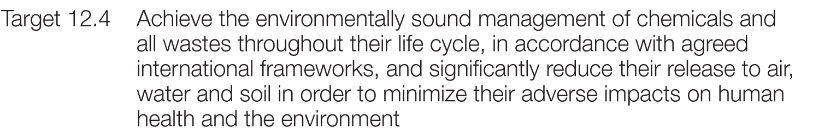 Target 12.4 Achieve the environmentally sound management of chemicals and
all wastes throughout their life cycle, in accordance with agreed
international frameworks, and significantly reduce their release to air,
water and soil in order to minimize their adverse impacts on human
health and the environment